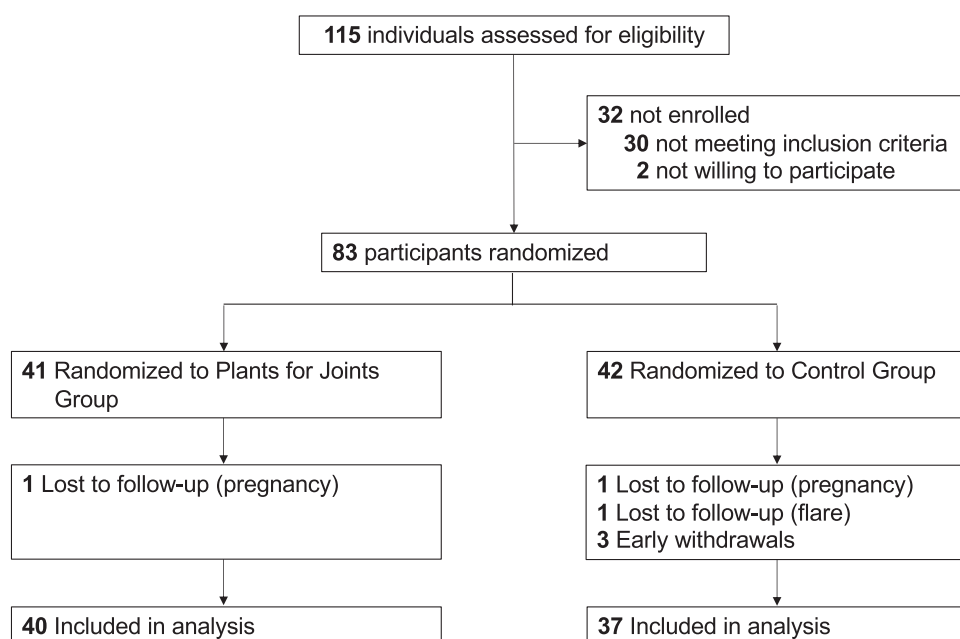 115 individuals assessed for eligibility
32 not enrolled
30 not meeting inclusion criteria
2 not willing to participate
83 participants randomized
41 Randomized to Plants for Joints
Group
42 Randomized to Control Group
1 Lost to follow-up (pregnancy)
1 Lost to follow-up (pregnancy)
1 Lost to follow-up (flare)
3 Early withdrawals
40 Included in analysis
37 Included in analysis